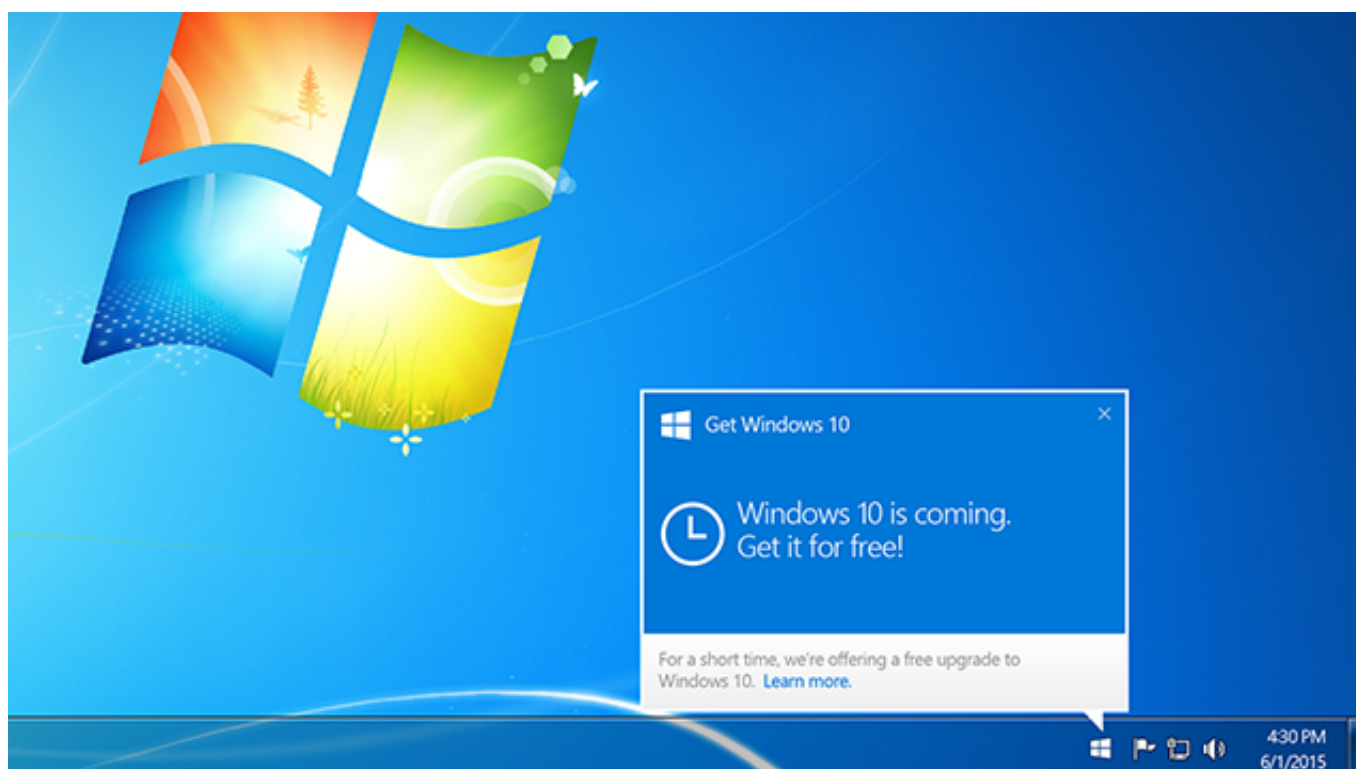 Get Windows 10
Windows 10 is coming.
Get it for free!
For a short time, we're offering a free upgrade to
Windows 10. Learn more.
4:30 PM
6/1/2015